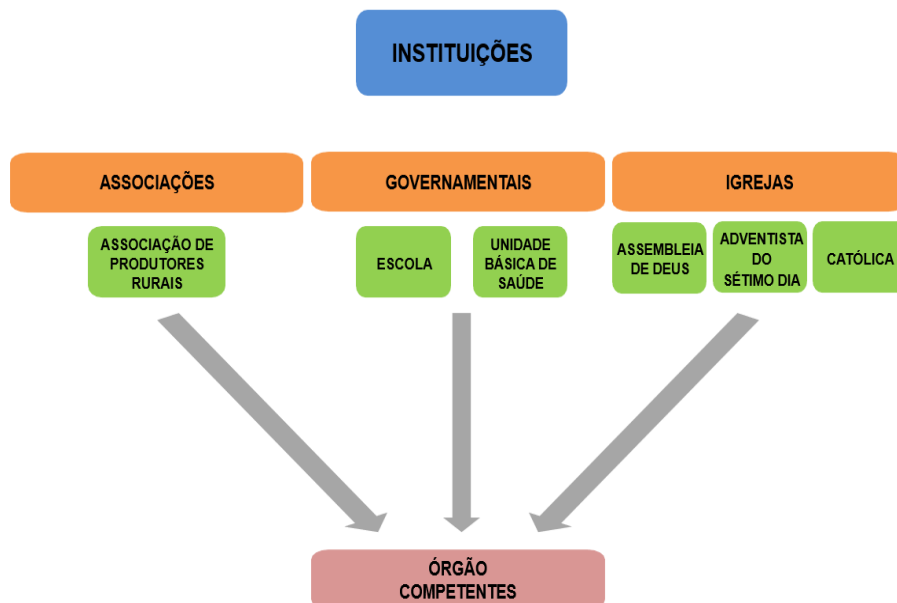 INSTITUIÇÕES
ASSOCIAÇÕES
GOVERNAMENTAIS
IGREJAS
ASSOCIAÇÃO DE
PRODUTORES
RURAIS
ESCOLA
UNIDADE
BÁSICA DE
SAÚDE
ASSEMBLEIA
DE DEUS
ADVENTISTA
DO
SÉTIMO DIA
CATÓLICA
ÓRGÃO
COMPETENTES